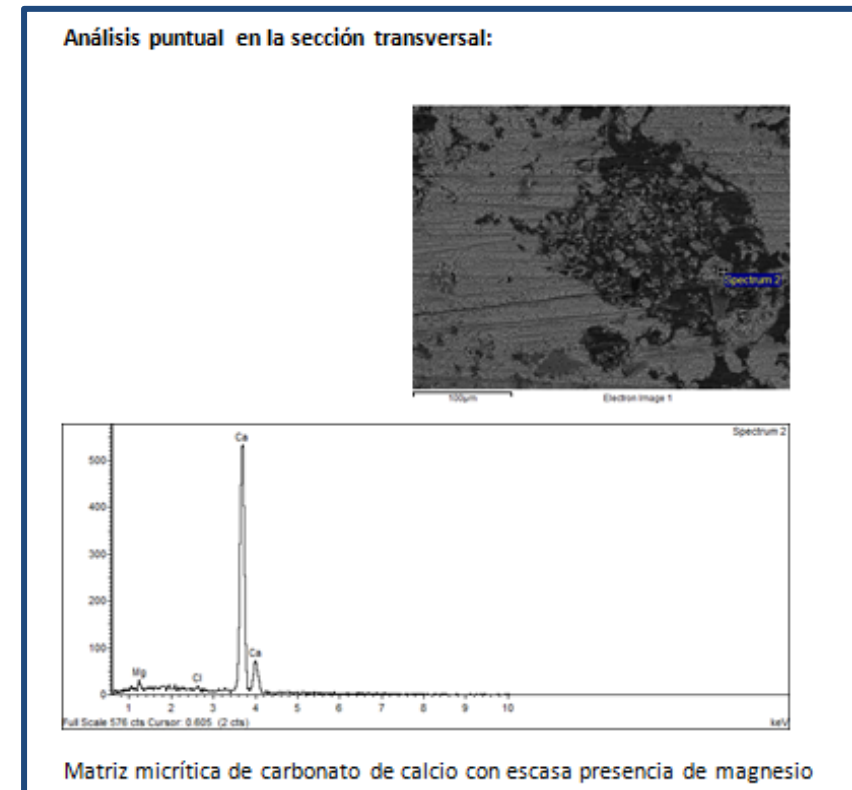 Análisis puntual en la sección transversal:
Spectrum 2
100µm
Electron Image 1
Spectrum 2
Ca
500
400
300
200
100
0
Mg
Cl
Ca
1 2 3 4 5 6 7 8 9 10
Full Scale 576 cts Cursor: 0.605 (2 cts)
keV
Matriz micrítica de carbonato de calcio con escasa presencia de magnesio